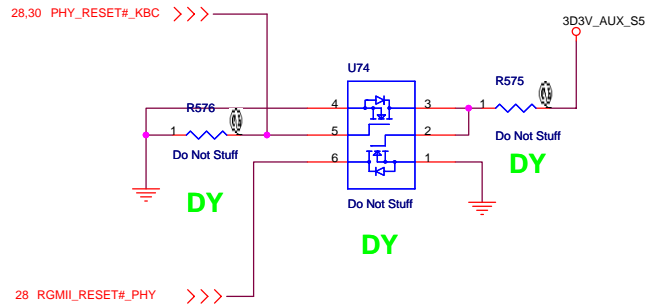 28,30 PHY_RESET#_KBC
3D3V_AUX_S5
U74
R575
R576
4
3
1
1
5
2
Do Not Stuff
Do Not Stuff
6
1
DY
DY
Do Not Stuff
DY
28 RGMII_RESET#_PHY